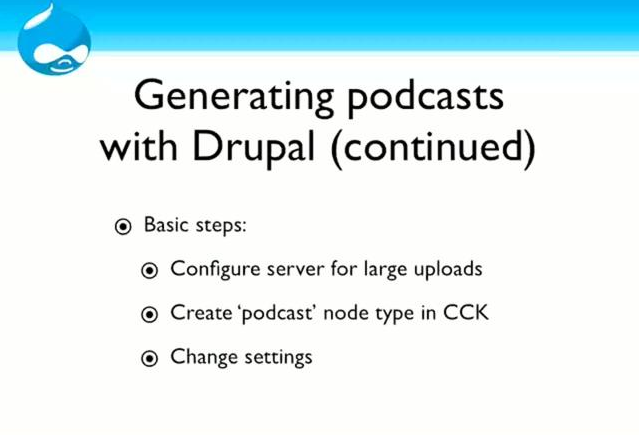 Generating podcasts
with Drupal (continued)
Basic steps:
Configure server for large uploads
Create ‘podcast’ node type in CCK
Change settings